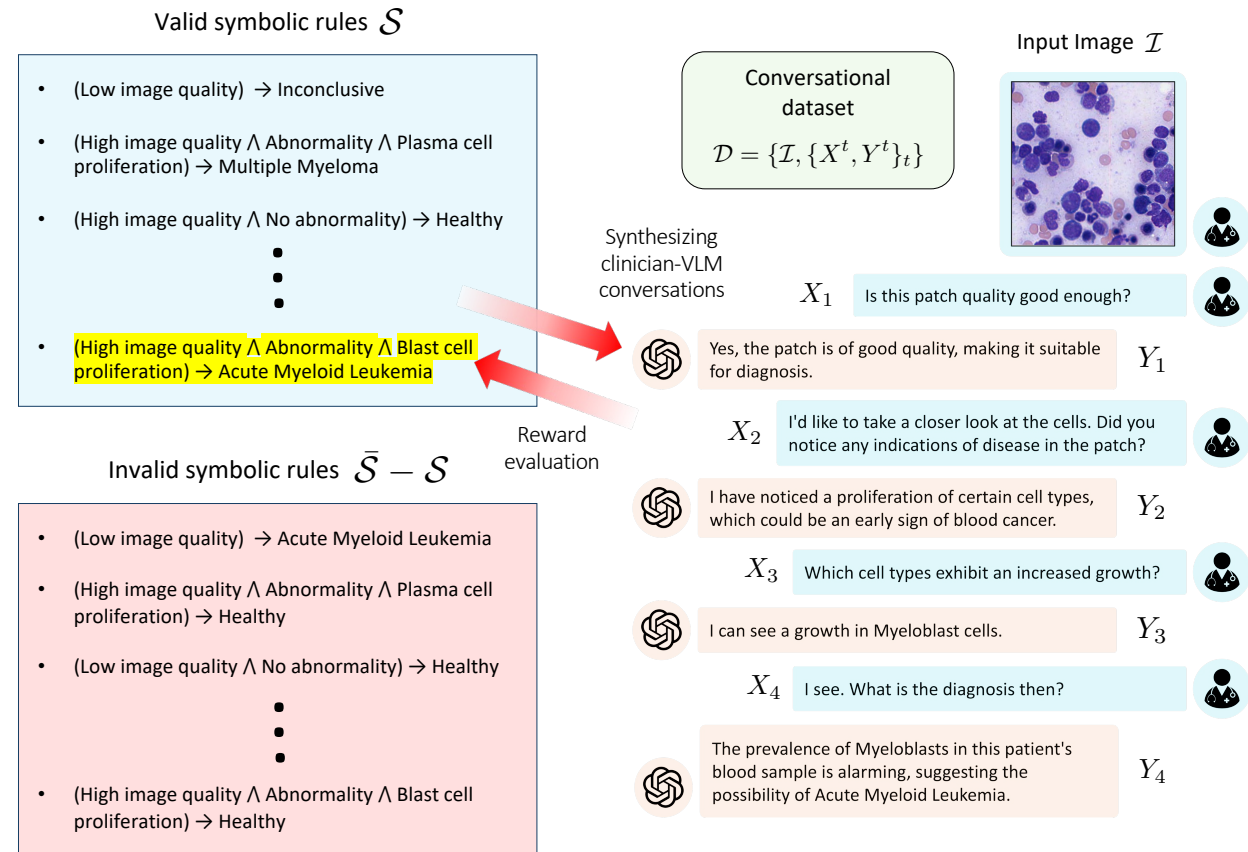 Valid symbolic rules 𝒮
• (Low image quality) → Inconclusive
• (High image quality ⋀ Abnormality ⋀ Plasma cell
proliferation) → Multiple Myeloma
• (High image quality ⋀ No abnormality) → Healthy
• (High image quality ⋀ Abnormality ⋀ Blast cell
proliferation) → Acute Myeloid Leukemia
Invalid symbolic rules 𝒮̄ − 𝒮
• (Low image quality) → Acute Myeloid Leukemia
• (High image quality ⋀ Abnormality ⋀ Plasma cell
proliferation) → Healthy
• (Low image quality ⋀ No abnormality) → Healthy
• (High image quality ⋀ Abnormality ⋀ Blast cell
proliferation) → Healthy
Synthesizing
clinician-VLM
conversations
Reward
evaluation
Conversational
dataset
𝒟 = {ℐ, {X^t, Y^t}_t}
Input Image ℐ
X_1 Is this patch quality good enough?
Yes, the patch is of good quality, making it suitable
for diagnosis.
Y_1
X_2
I'd like to take a closer look at the cells. Did you
notice any indications of disease in the patch?
I have noticed a proliferation of certain cell types,
which could be an early sign of blood cancer.
Y_2
X_3 Which cell types exhibit an increased growth?
I can see a growth in Myeloblast cells. Y_3
X_4 I see. What is the diagnosis then?
The prevalence of Myeloblasts in this patient's
blood sample is alarming, suggesting the
possibility of Acute Myeloid Leukemia.
Y_4